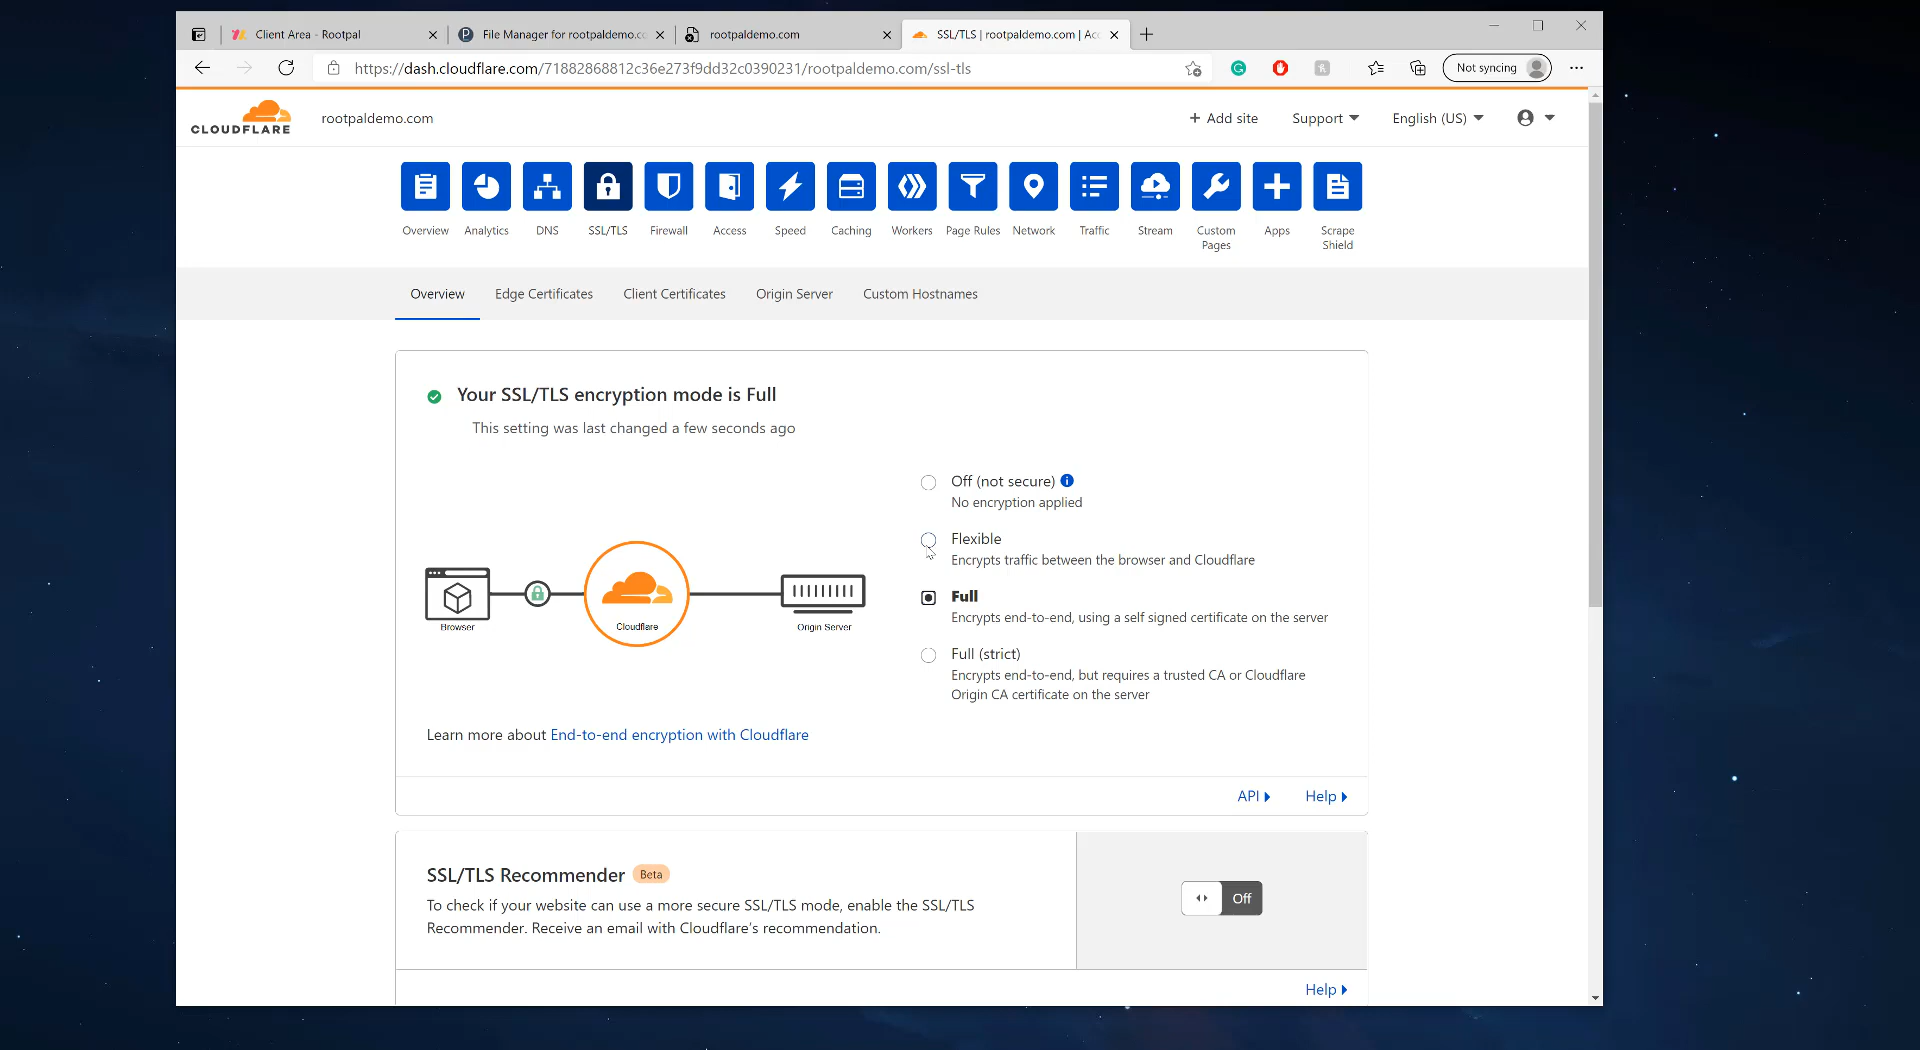 Client Area - Rootpal
File Manager for rootpaldemo.co
rootpaldemo.com
SSL/TLS | rootpaldemo.com | Acc
https://dash.cloudflare.com/71882868812c36e273f9dd32c0390231/rootpaldemo.com/ssl-tls
Not syncing
CLOUDFLARE
rootpaldemo.com
+ Add site
Support
English (US)
Overview
Analytics
DNS
SSL/TLS
Firewall
Access
Speed
Caching
Workers
Page Rules
Network
Traffic
Stream
Custom
Pages
Apps
Scrape
Shield
Overview
Edge Certificates
Client Certificates
Origin Server
Custom Hostnames
Your SSL/TLS encryption mode is Full
This setting was last changed a few seconds ago
Off (not secure)
No encryption applied
Flexible
Encrypts traffic between the browser and Cloudflare
Full
Encrypts end-to-end, using a self signed certificate on the server
Full (strict)
Encrypts end-to-end, but requires a trusted CA or Cloudflare
Origin CA certificate on the server
Browser
Cloudflare
Origin Server
Learn more about End-to-end encryption with Cloudflare
API
Help
SSL/TLS Recommender Beta
To check if your website can use a more secure SSL/TLS mode, enable the SSL/TLS
Recommender. Receive an email with Cloudflare's recommendation.
Off
Help